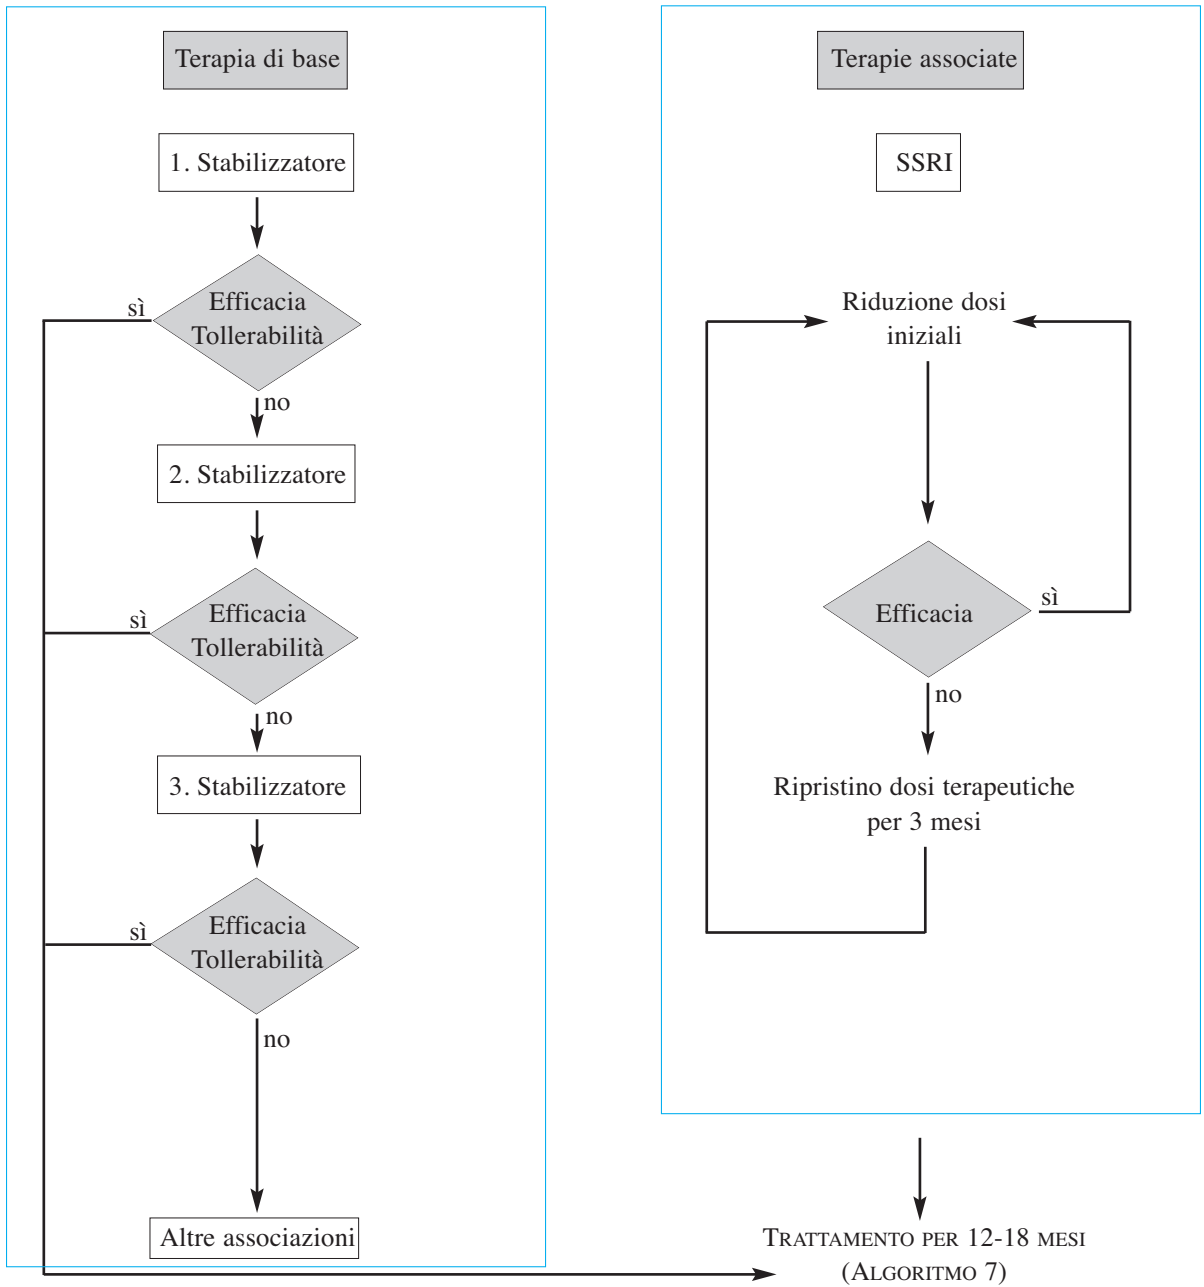 Terapia di base
1. Stabilizzatore
sì
Efficacia
Tollerabilità
no
2. Stabilizzatore
sì
Efficacia
Tollerabilità
no
3. Stabilizzatore
sì
Efficacia
Tollerabilità
no
Altre associazioni
Terapie associate
SSRI
Riduzione dosi
iniziali
Efficacia
sì
no
Ripristino dosi terapeutiche
per 3 mesi
TRATTAMENTO PER 12-18 MESI
(ALGORITMO 7)